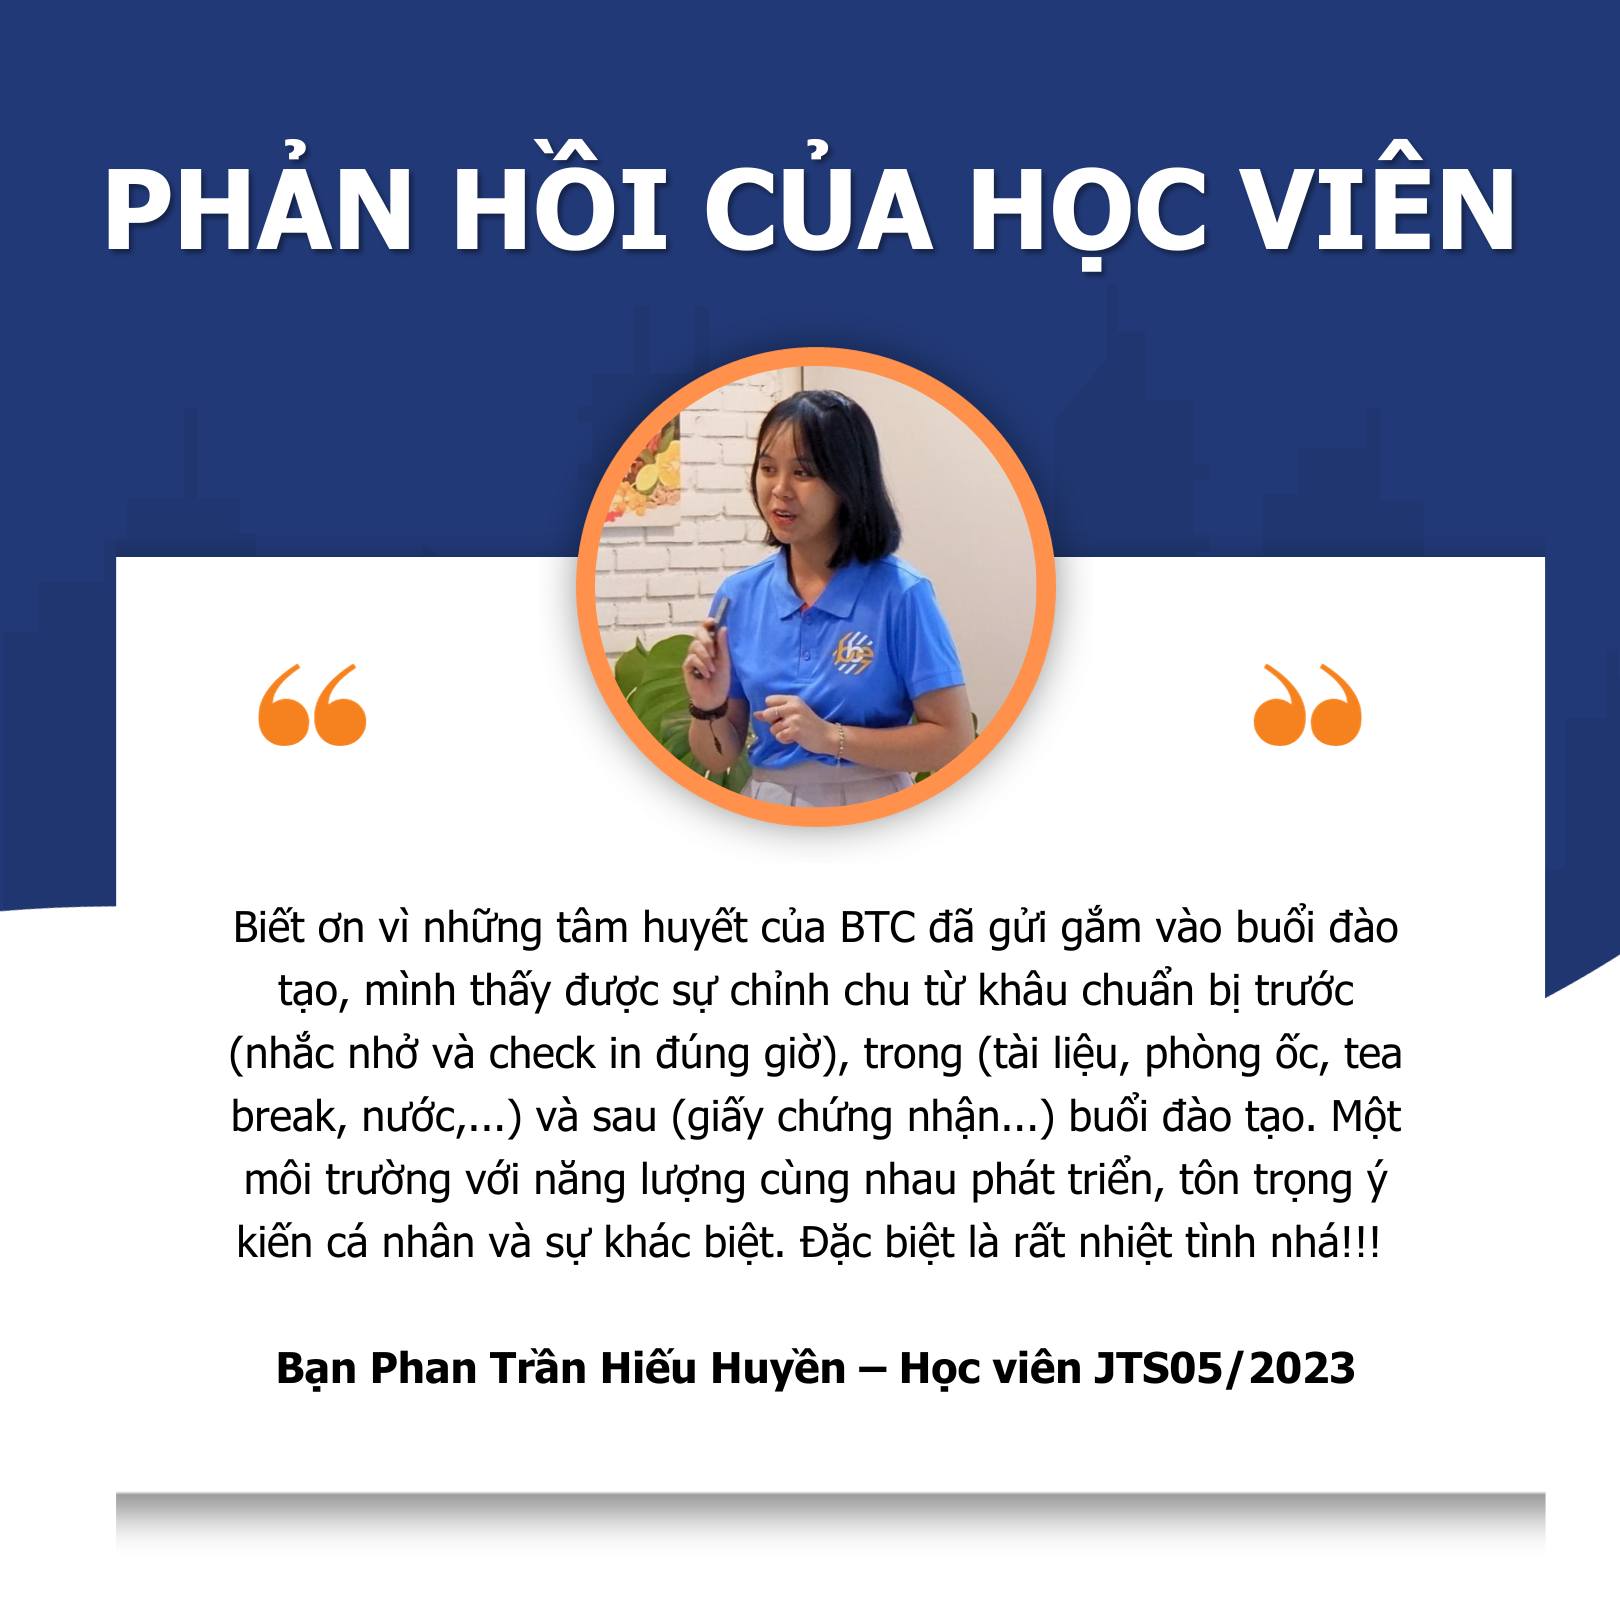 PHẢN HỒI CỦA HỌC VIÊN
bbe
Biết ơn vì những tâm huyết của BTC đã gửi gắm vào buổi đào
tạo, mình thấy được sự chỉnh chu từ khâu chuẩn bị trước
(nhắc nhở và check in đúng giờ), trong (tài liệu, phòng ốc, tea
break, nước,...) và sau (giấy chứng nhận...) buổi đào tạo. Một
môi trường với năng lượng cùng nhau phát triển, tôn trọng ý
kiến cá nhân và sự khác biệt. Đặc biệt là rất nhiệt tình nhá!!!
Bạn Phan Trần Hiếu Huyền – Học viên JTS05/2023